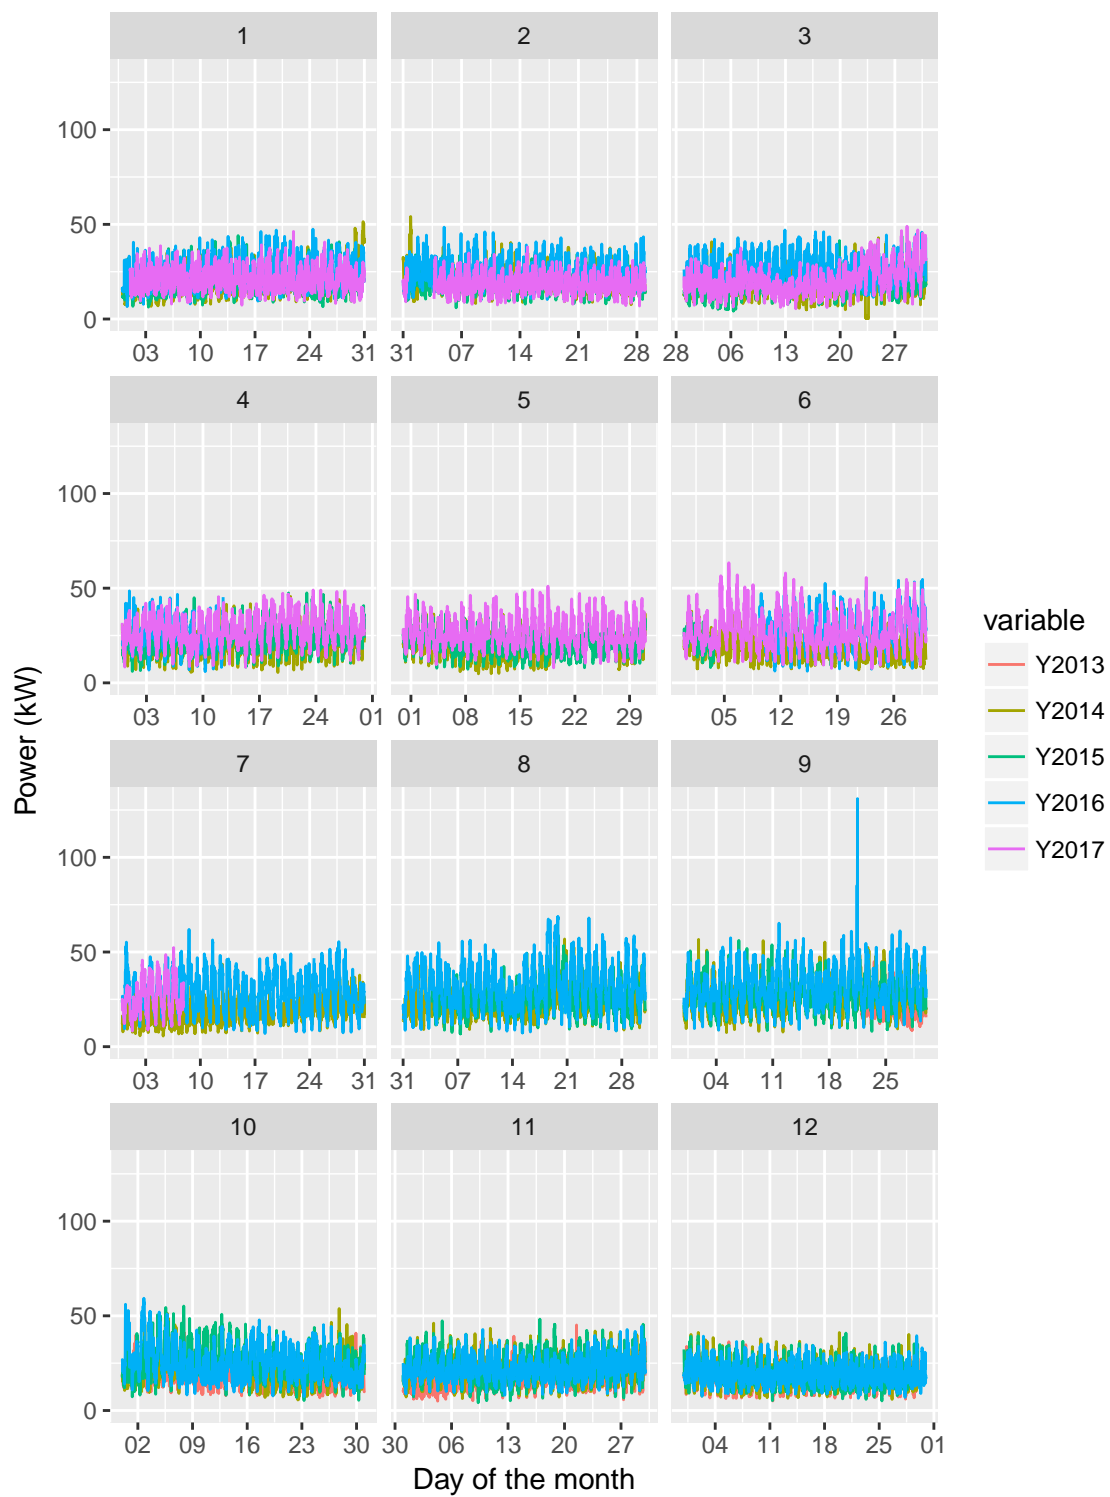 1 2 3
100
50
0
03 10 17 24 31 31 07 14 21 28 28 06 13 20 27
4 5 6
100
50
0
03 10 17 24 01 01 08 15 22 29 05 12 19 26
variable
Y2013
Y2014
Y2015
Y2016
Y2017
Power (kW)
7 8 9
100
50
0
03 10 17 24 31 31 07 14 21 28 04 11 18 25
10 11 12
100
50
0
02 09 16 23 30 30 06 13 20 27 04 11 18 25 01
Day of the month